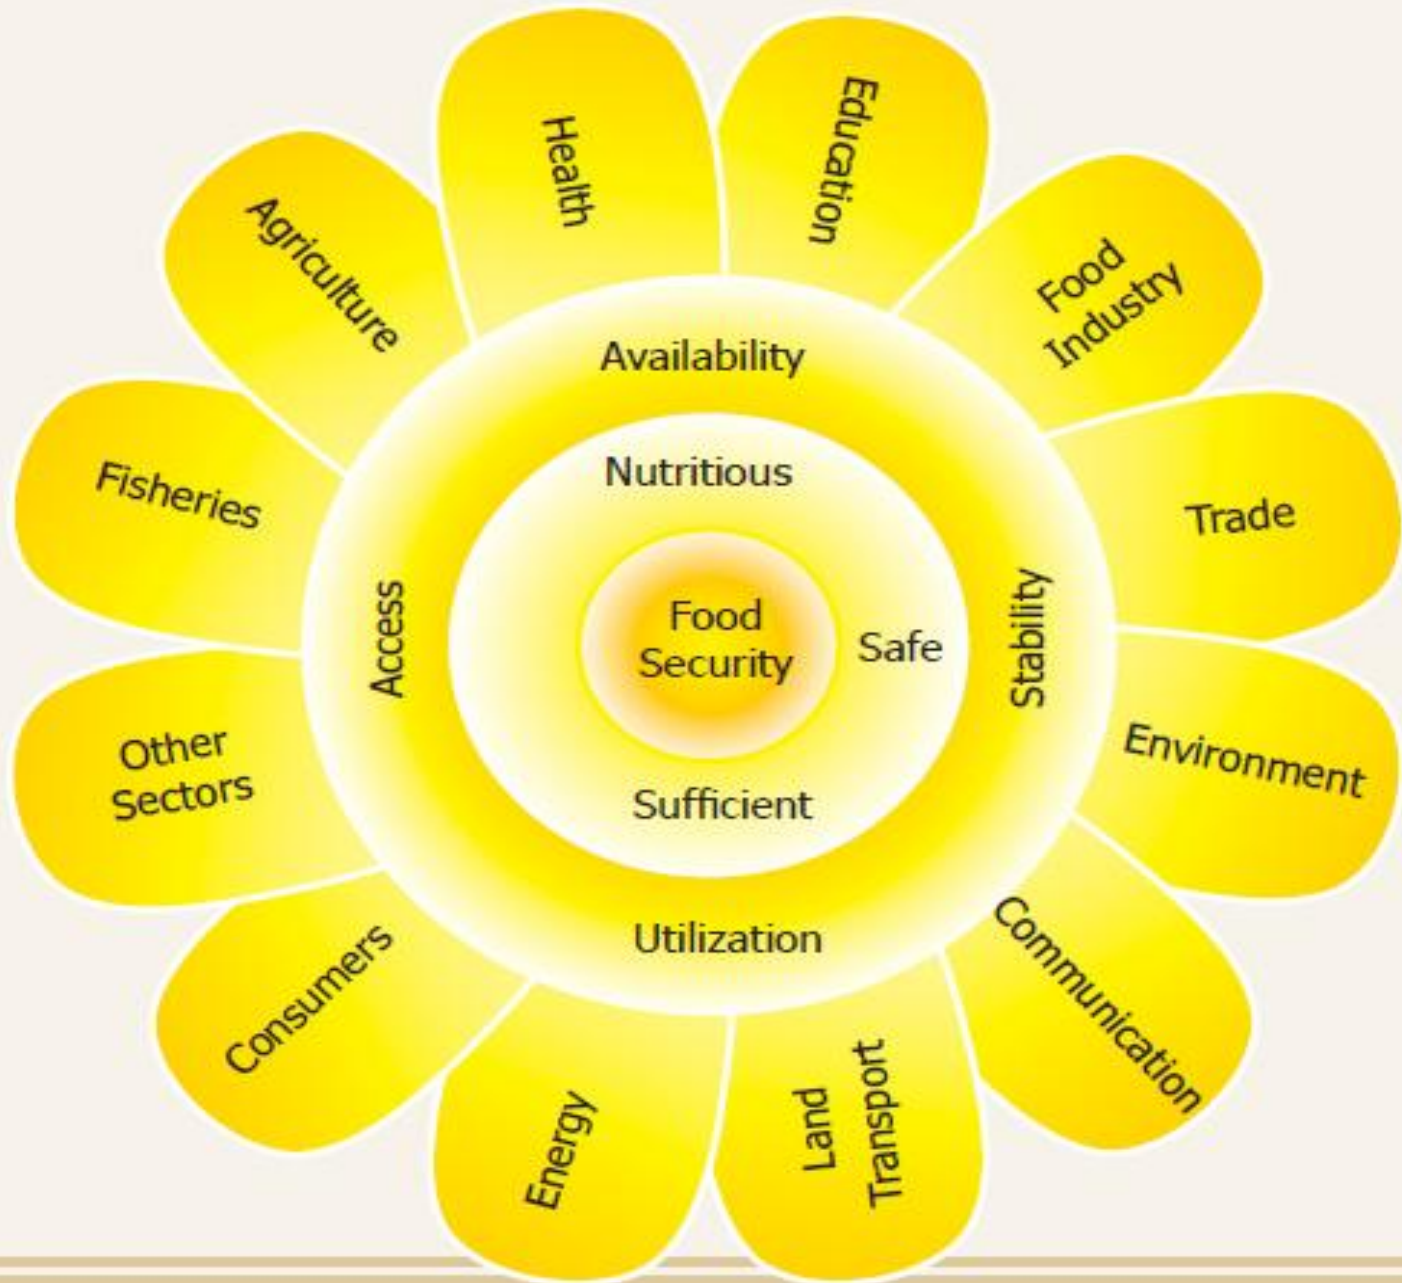 Health
Education
Food
Industry
Trade
Environment
Communication
Land
Transport
Energy
Consumers
Other
Sectors
Fisheries
Agriculture
Availability
Stability
Utilization
Access
Nutritious
Safe
Sufficient
Food
Security